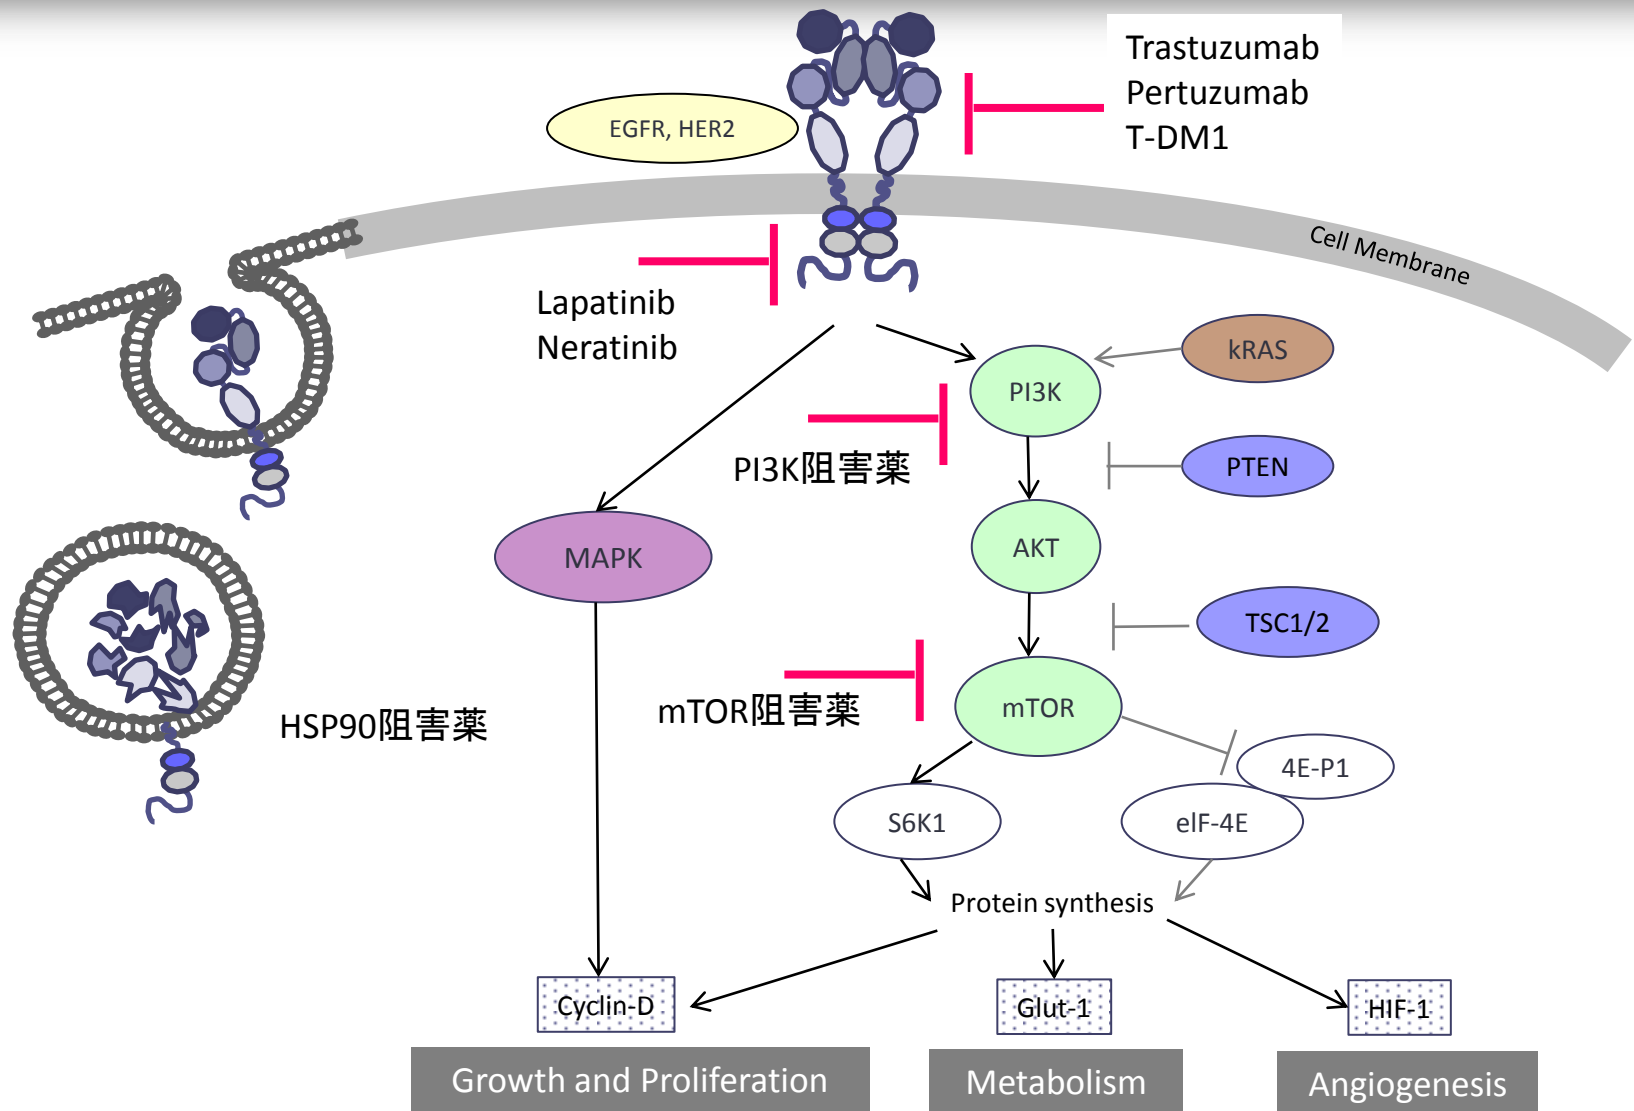 Trastuzumab
Pertuzumab
T-DM1
EGFR, HER2
Cell Membrane
Lapatinib
Neratinib
kRAS
PI3K
PI3K阻害薬
PTEN
MAPK
AKT
TSC1/2
mTOR
mTOR阻害薬
HSP90阻害薬
4E-P1
S6K1
elF-4E
Protein synthesis
Cyclin-D
Glut-1
HIF-1
Growth and Proliferation
Metabolism
Angiogenesis